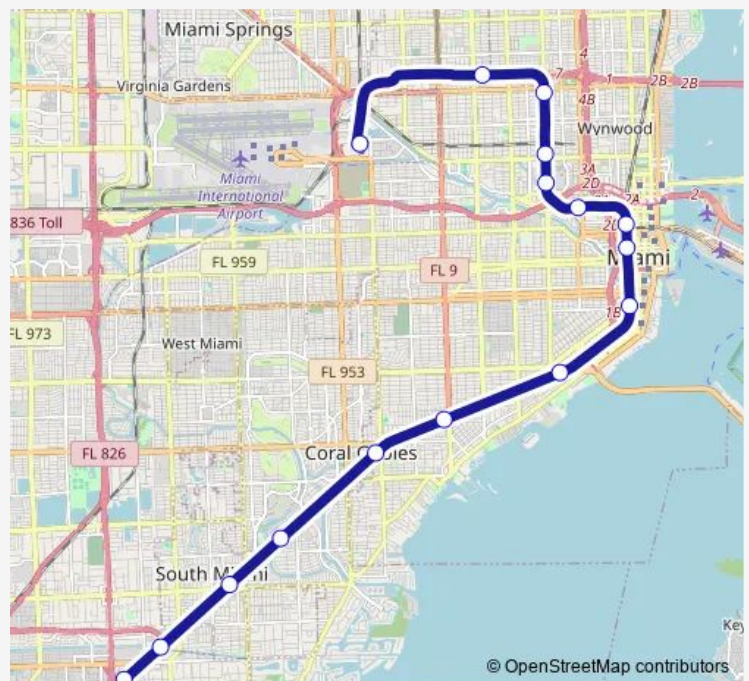 Miami Springs
Virginia Gardens
7
4
1
2B
2B
4B
Wynwood
Miami
International
Airport
3A
2D
2A
2-
836 Toll
FL 959
FL 9
Miami
FL 973
1B
West Miami
FL 953
FL 826
Coral Gables
South Miami
Key
© OpenStreetMap contributors